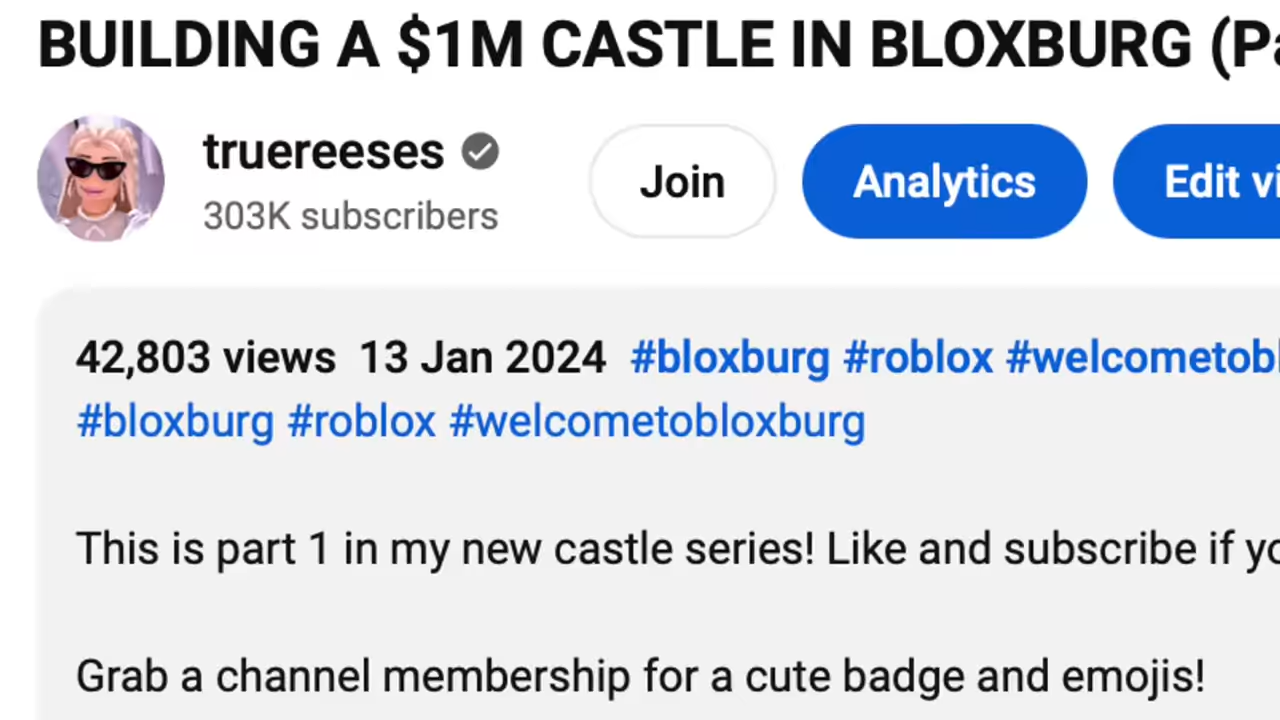 BUILDING A $1M CASTLE IN BLOXBURG
truereeses
303K subscribers
Join
Analytics
Edit
42,803 views 13 Jan 2024 #bloxburg #roblox
#bloxburg #roblox #welcometobloxburg
This is part 1 in my new castle series! Like and subscribe if
Grab a channel membership for a cute badge and emojis!